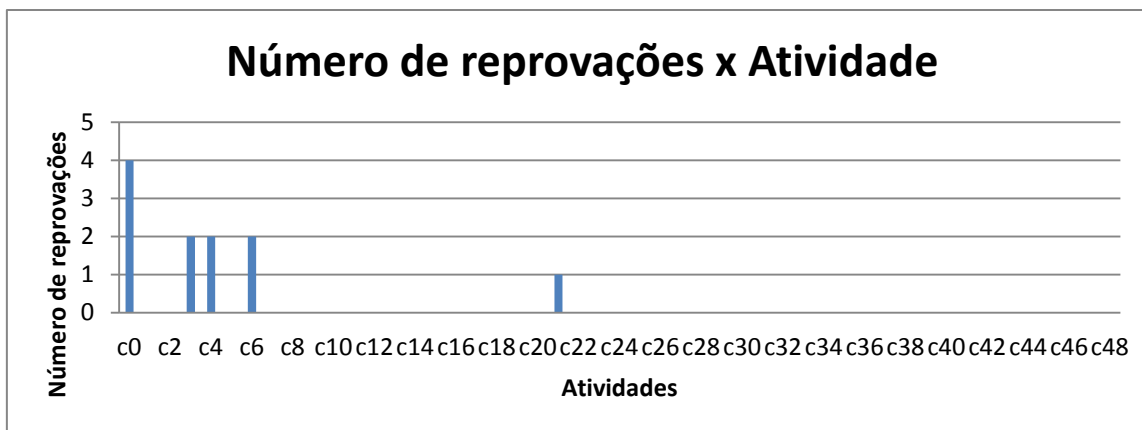 Número de reprovações x Atividade
Número de reprovações
5
4
3
2
1
0
c0 c2 c4 c6 c8 c10 c12 c14 c16 c18 c20 c22 c24 c26 c28 c30 c32 c34 c36 c38 c40 c42 c44 c46 c48
Atividades